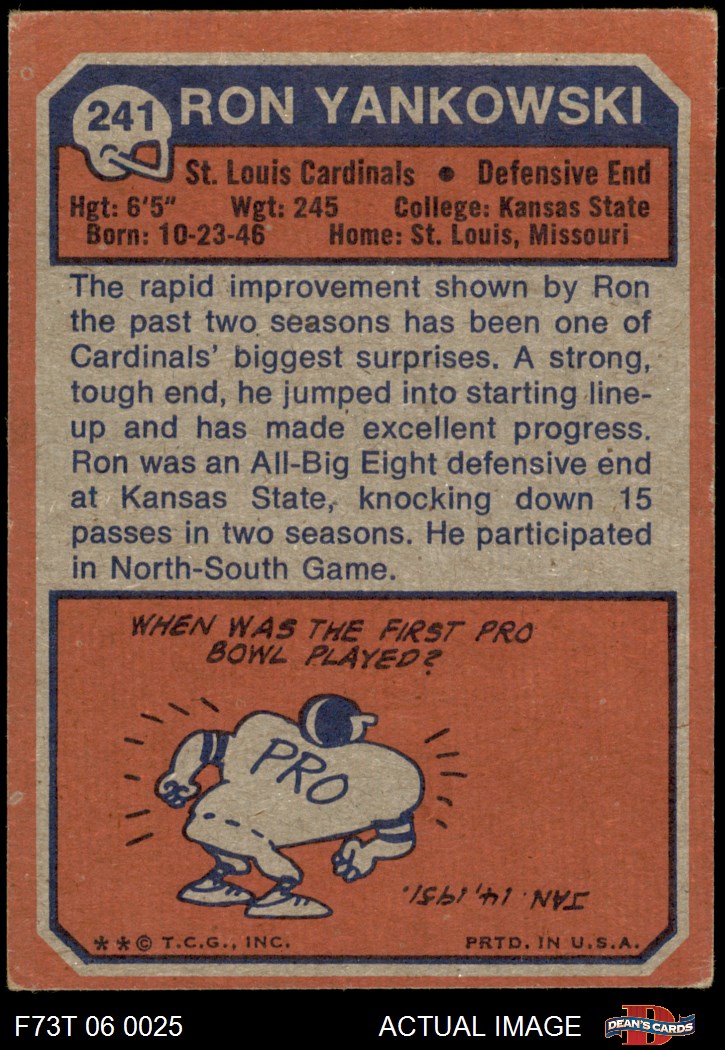 241
RON YANKOWSKI
St. Louis Cardinals • Defensive End
Hgt: 6'5" Wgt: 245 College: Kansas State
Born: 10-23-46 Home: St. Louis, Missouri
The rapid improvement shown by Ron
the past two seasons has been one of
Cardinals' biggest surprises. A strong,
tough end, he jumped into starting line-
up and has made excellent progress.
Ron was an All-Big Eight defensive end
at Kansas State, knocking down 15
passes in two seasons. He participated
in North-South Game.
WHEN WAS THE FIRST PRO
BOWL PLAYED?
PRO
JAN. 14, 1951.
**© T.C.G., INC. PRTD. IN U.S.A.
F73T 06 0025 ACTUAL IMAGE DEAN'S CARDS